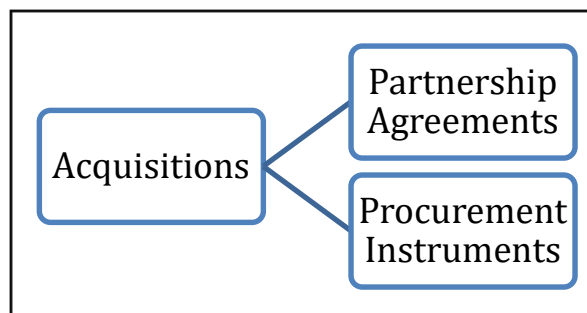 Acquisitions
Partnership
Agreements
Procurement
Instruments